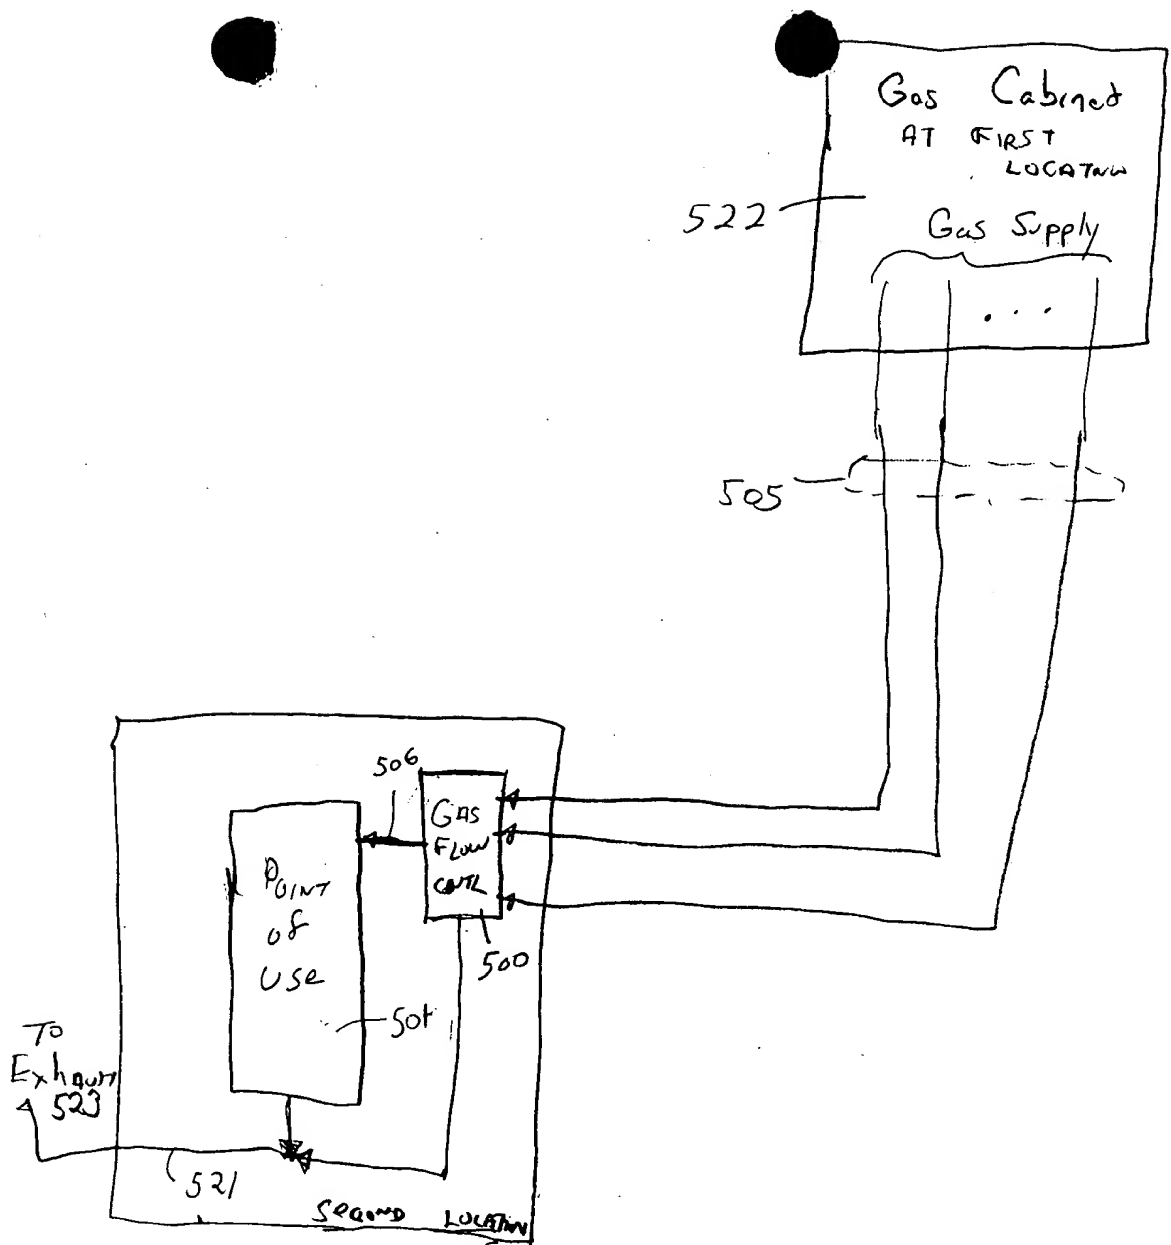 Gas Cabinet
AT FIRST
LOCATION
522
Gas Supply
...
505
506
GAS
FLOW
CNTL
POINT
of
Use
500
501
To
Exhaust
523
521
SECOND LOCATION